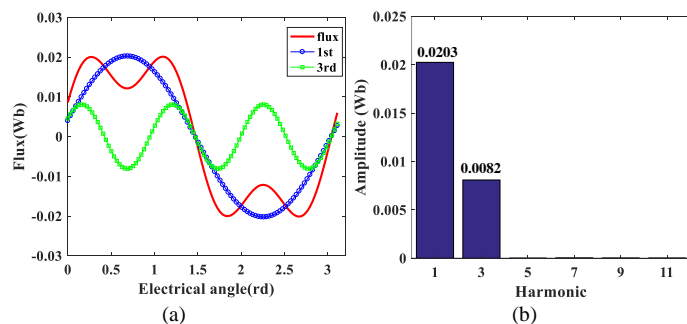 flux
1st
3rd
0.03
0.02
0.01
0
-0.01
-0.02
-0.03
Flux(Wb)
0 0.5 1 1.5 2 2.5 3
Electrical angle(rd)
(a)
0.025
0.02
0.015
0.01
0.005
0
Amplitude (Wb)
0.0203
0.0082
1 3 5 7 9 11
Harmonic
(b)